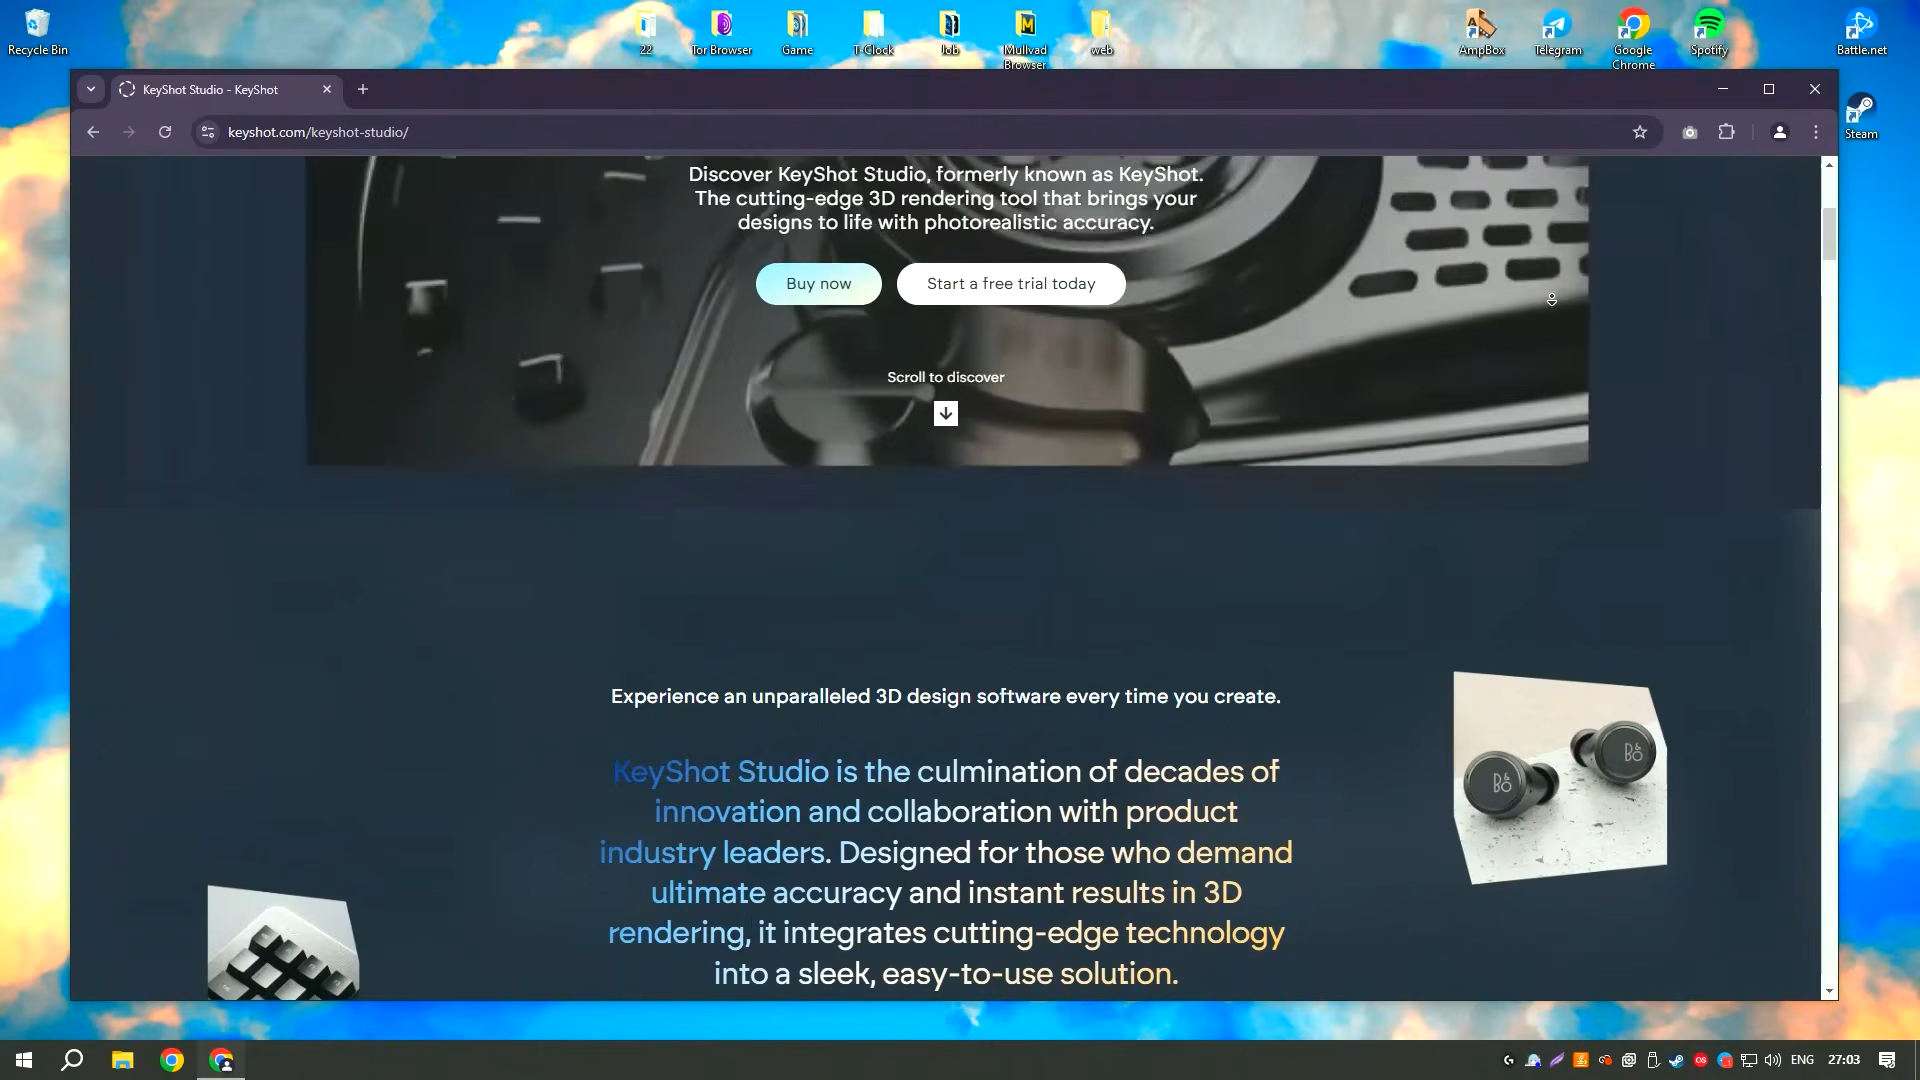 Recycle Bin
22
Tor Browser
Game
T-Clock
Job
Mullvad
Browser
web
AmpBox
Telegram
Google
Chrome
Spotify
Battle.net
Steam
KeyShot Studio - KeyShot
keyshot.com/keyshot-studio/
Discover KeyShot Studio, formerly known as KeyShot.
The cutting-edge 3D rendering tool that brings your
designs to life with photorealistic accuracy.
Buy now
Start a free trial today
Scroll to discover
Experience an unparalleled 3D design software every time you create.
KeyShot Studio is the culmination of decades of
innovation and collaboration with product
industry leaders. Designed for those who demand
ultimate accuracy and instant results in 3D
rendering, it integrates cutting-edge technology
into a sleek, easy-to-use solution.
B&O
B&O
ENG
27:03